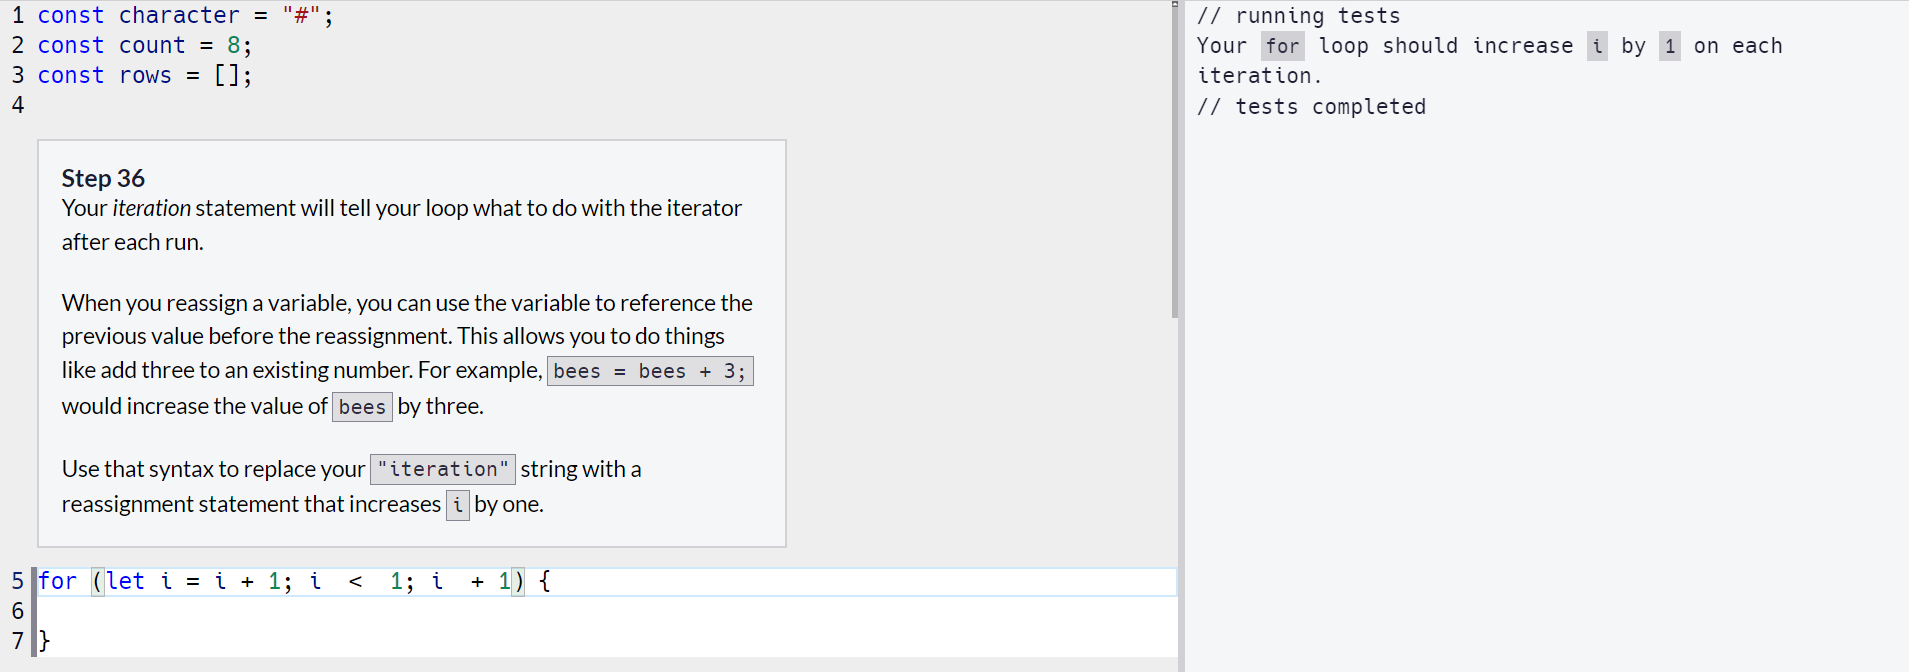 1 const character = "#";
2 const count = 8;
3 const rows = [];
4
Step 36
Your iteration statement will tell your loop what to do with the iterator
after each run.
When you reassign a variable, you can use the variable to reference the
previous value before the reassignment. This allows you to do things
like add three to an existing number. For example, bees = bees + 3;
would increase the value of bees by three.
Use that syntax to replace your "iteration" string with a
reassignment statement that increases i by one.
5 for (let i = i + 1; i  <  1; i  + 1) {
6
7 }
// running tests
Your for loop should increase i by 1 on each
iteration.
// tests completed